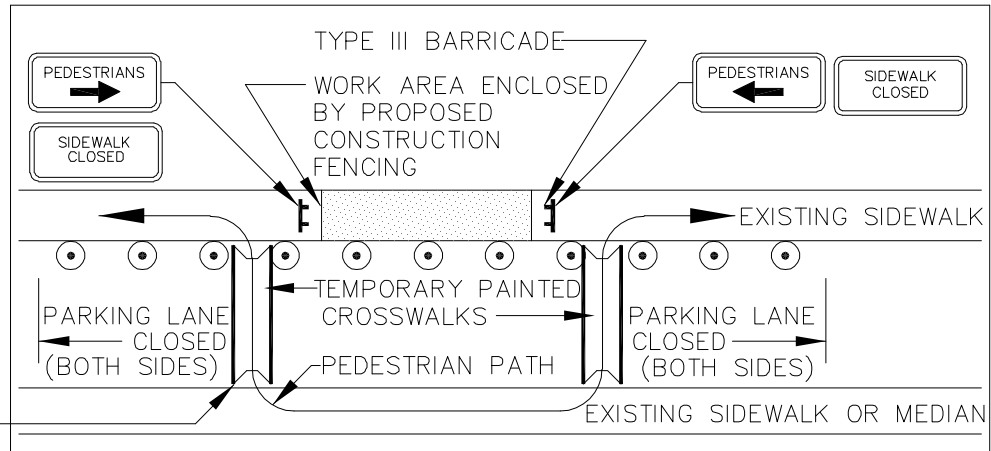 TYPE III BARRICADE
PEDESTRIANS
SIDEWALK
CLOSED
WORK AREA ENCLOSED
BY PROPOSED
CONSTRUCTION
FENCING
PEDESTRIANS
SIDEWALK
CLOSED
EXISTING SIDEWALK
PARKING LANE
CLOSED
(BOTH SIDES)
TEMPORARY PAINTED
CROSSWALKS
PARKING LANE
CLOSED
(BOTH SIDES)
PEDESTRIAN PATH
EXISTING SIDEWALK OR MEDIAN